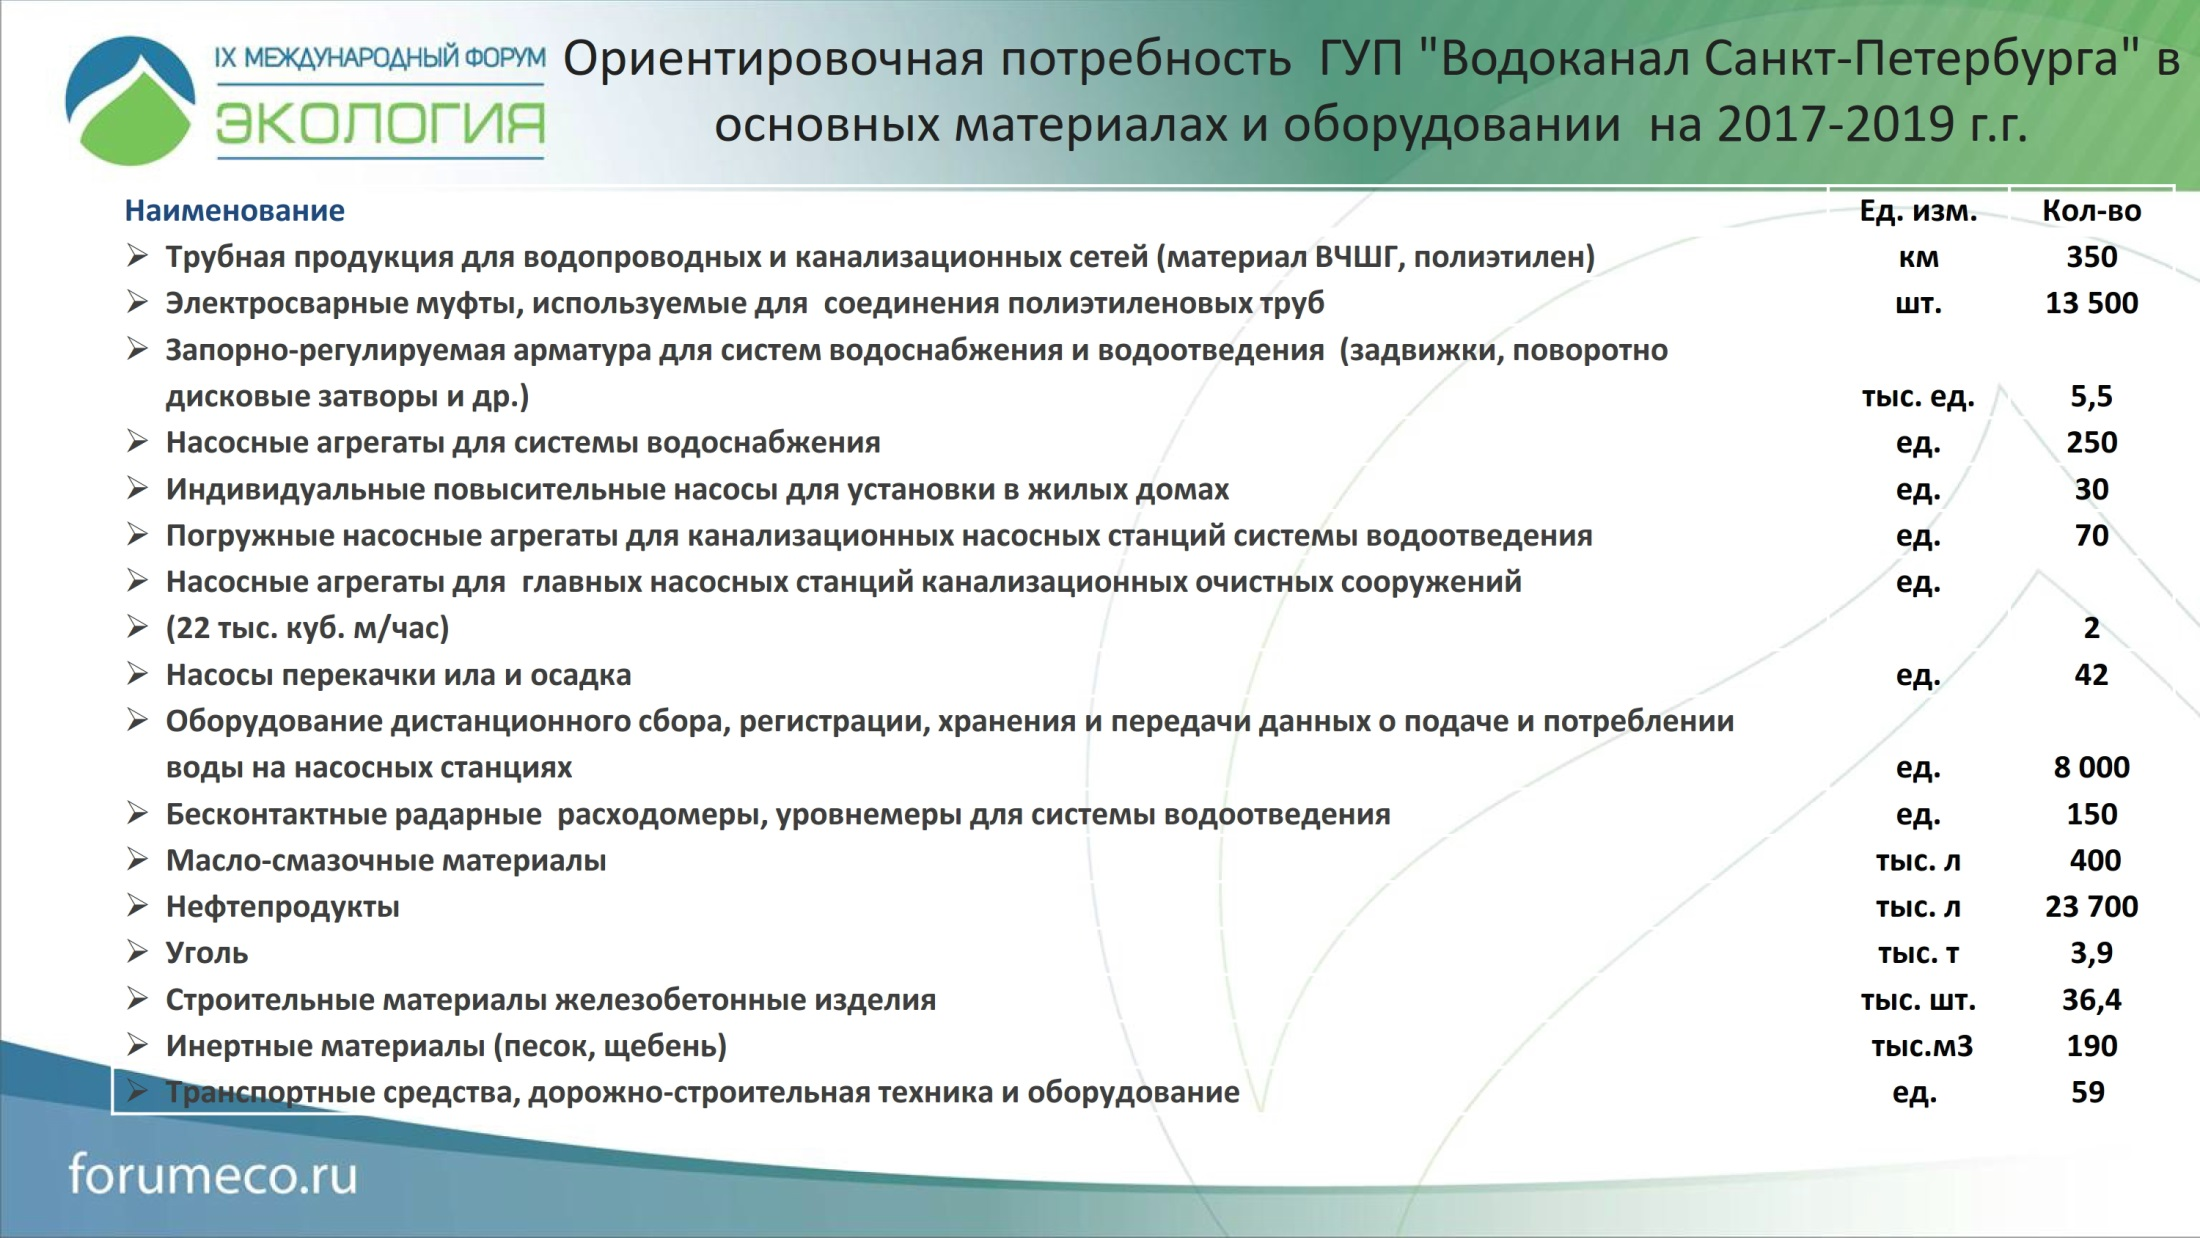 IX МЕЖДУНАРОДНЫЙ ФОРУМ
ЭКОЛОГИЯ
Ориентировочная потребность ГУП "Водоканал Санкт-Петербурга" в
основных материалах и оборудовании на 2017-2019 г.г.
Наименование Ед. изм. Кол-во
Трубная продукция для водопроводных и канализационных сетей (материал ВЧШГ, полиэтилен) км 350
Электросварные муфты, используемые для соединения полиэтиленовых труб шт. 13 500
Запорно-регулируемая арматура для систем водоснабжения и водоотведения (задвижки, поворотно
дисковые затворы и др.) тыс. ед. 5,5
Насосные агрегаты для системы водоснабжения ед. 250
Индивидуальные повысительные насосы для установки в жилых домах ед. 30
Погружные насосные агрегаты для канализационных насосных станций системы водоотведения ед. 70
Насосные агрегаты для главных насосных станций канализационных очистных сооружений ед.
(22 тыс. куб. м/час) 2
Насосы перекачки ила и осадка ед. 42
Оборудование дистанционного сбора, регистрации, хранения и передачи данных о подаче и потреблении
воды на насосных станциях ед. 8 000
Бесконтактные радарные расходомеры, уровнемеры для системы водоотведения ед. 150
Масло-смазочные материалы тыс. л 400
Нефтепродукты тыс. л 23 700
Уголь тыс. т 3,9
Строительные материалы железобетонные изделия тыс. шт. 36,4
Инертные материалы (песок, щебень) тыс.м3 190
Транспортные средства, дорожно-строительная техника и оборудование ед. 59
forumeco.ru